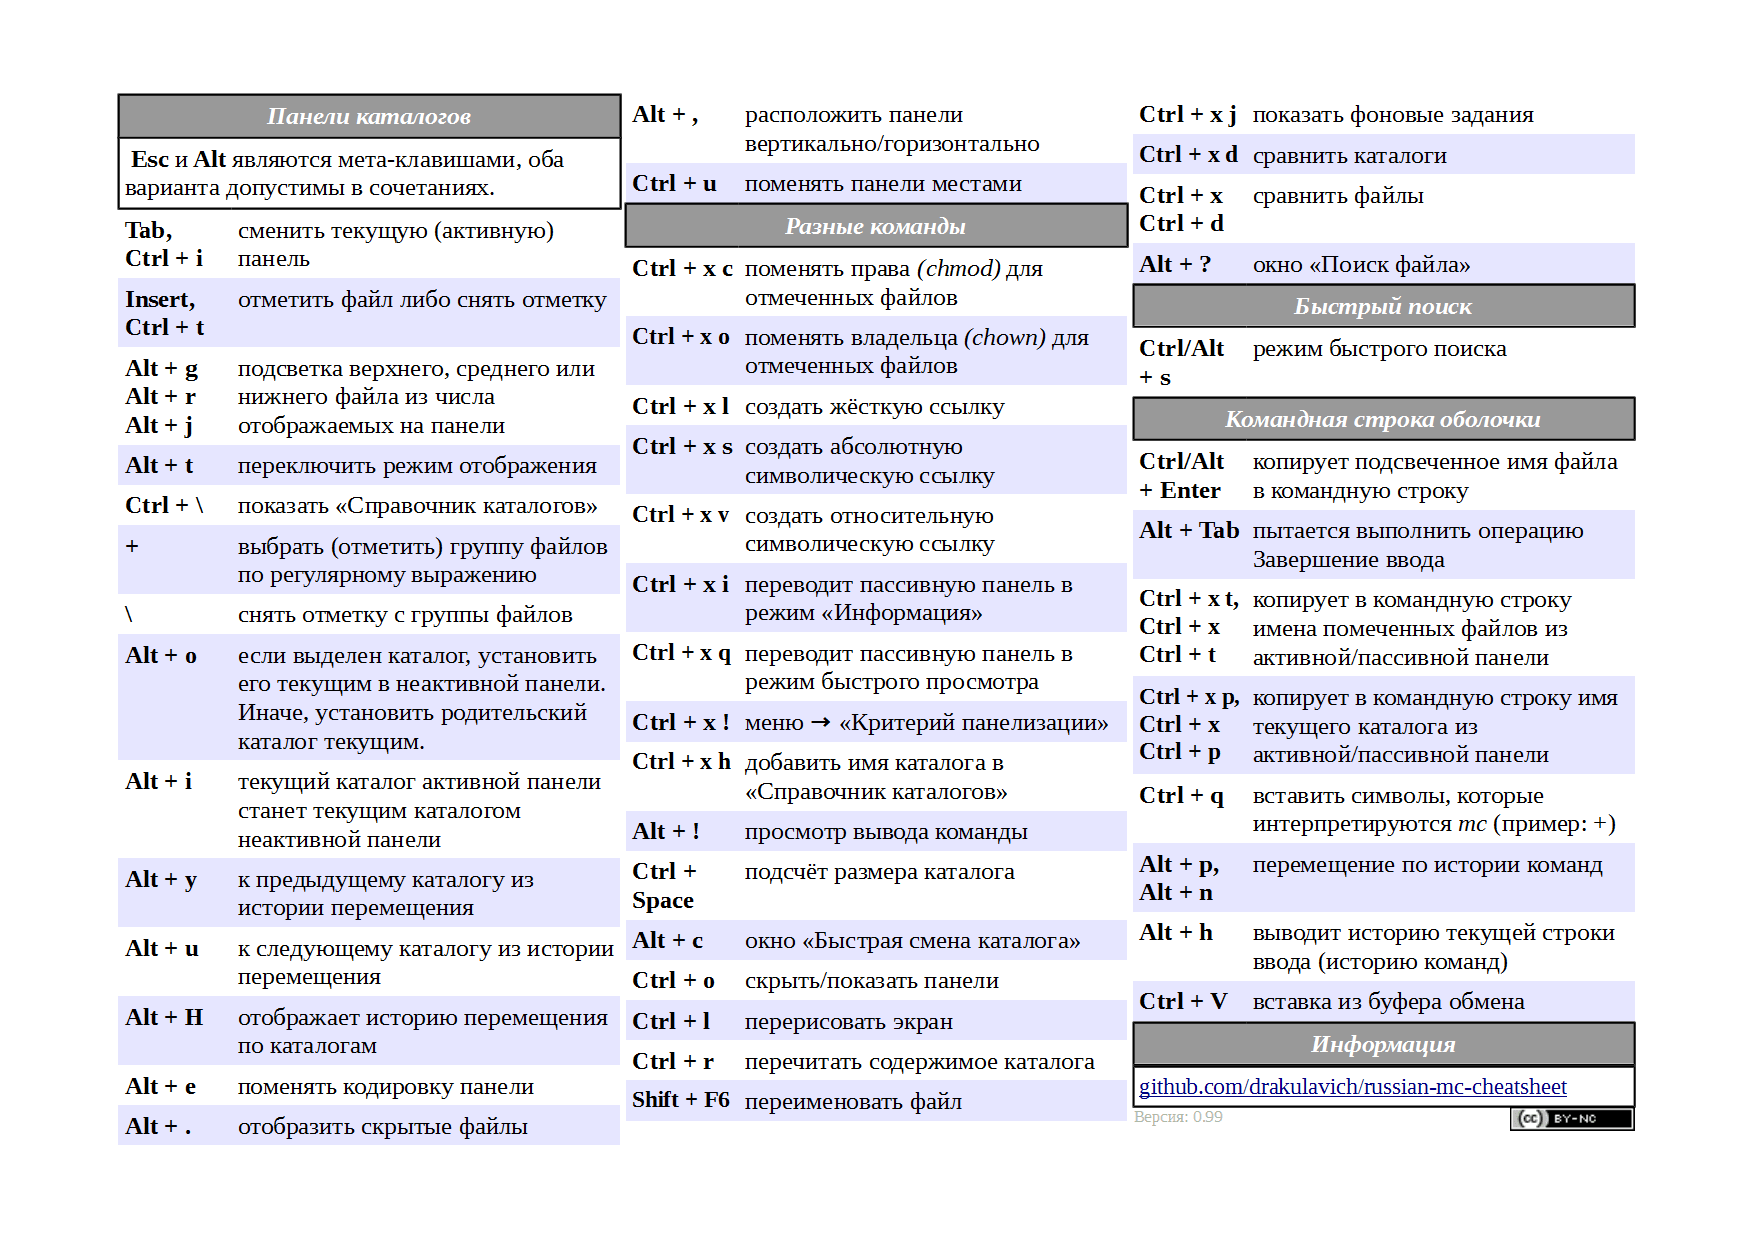 Панели каталогов
Esc и Alt являются мета-клавишами, оба
варианта допустимы в сочетаниях.
Tab, сменить текущую (активную)
Ctrl + i панель
Insert, отметить файл либо снять отметку
Ctrl + t
Alt + g подсветка верхнего, среднего или
Alt + r нижнего файла из числа
Alt + j отображаемых на панели
Alt + t переключить режим отображения
Ctrl + \ показать «Справочник каталогов»
+ выбрать (отметить) группу файлов
по регулярному выражению
\ снять отметку с группы файлов
Alt + o если выделен каталог, установить
его текущим в неактивной панели.
Иначе, установить родительский
каталог текущим.
Alt + i текущий каталог активной панели
станет текущим каталогом
неактивной панели
Alt + y к предыдущему каталогу из
истории перемещения
Alt + u к следующему каталогу из истории
перемещения
Alt + H отображает историю перемещения
по каталогам
Alt + e поменять кодировку панели
Alt + . отобразить скрытые файлы
Alt + , расположить панели
вертикально/горизонтально
Ctrl + u поменять панели местами
Разные команды
Ctrl + x c поменять права (chmod) для
отмеченных файлов
Ctrl + x o поменять владельца (chown) для
отмеченных файлов
Ctrl + x l создать жёсткую ссылку
Ctrl + x s создать абсолютную
символическую ссылку
Ctrl + x v создать относительную
символическую ссылку
Ctrl + x i переводит пассивную панель в
режим «Информация»
Ctrl + x q переводит пассивную панель в
режим быстрого просмотра
Ctrl + x ! меню → «Критерий панелизации»
Ctrl + x h добавить имя каталога в
«Справочник каталогов»
Alt + ! просмотр вывода команды
Ctrl + подсчёт размера каталога
Space
Alt + c окно «Быстрая смена каталога»
Ctrl + o скрыть/показать панели
Ctrl + l перерисовать экран
Ctrl + r перечитать содержимое каталога
Shift + F6 переименовать файл
Ctrl + x j показать фоновые задания
Ctrl + x d сравнить каталоги
Ctrl + x сравнить файлы
Ctrl + d
Alt + ? окно «Поиск файла»
Быстрый поиск
Ctrl/Alt режим быстрого поиска
+ s
Командная строка оболочки
Ctrl/Alt копирует подсвеченное имя файла
+ Enter в командную строку
Alt + Tab пытается выполнить операцию
Завершение ввода
Ctrl + x t, копирует в командную строку
Ctrl + x имена помеченных файлов из
Ctrl + t активной/пассивной панели
Ctrl + x p, копирует в командную строку имя
Ctrl + x текущего каталога из
Ctrl + p активной/пассивной панели
Ctrl + q вставить символы, которые
интерпретируются mc (пример: +)
Alt + p, перемещение по истории команд
Alt + n
Alt + h выводит историю текущей строки
ввода (историю команд)
Ctrl + V вставка из буфера обмена
Информация
github.com/drakulavich/russian-mc-cheatsheet
Версия: 0.99
cc BY-NC